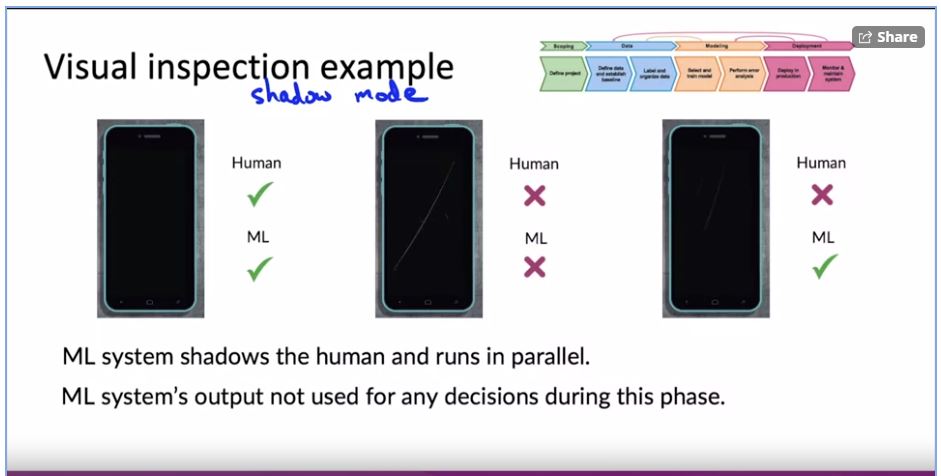 Share
Scoping
Data
Modeling
Deployment
Define project
Define data
and establish
baseline
Label and
organize data
Select and
train model
Perform error
analysis
Deploy in
production
Monitor &
maintain
system
Visual inspection example
shadow mode
Human
ML
Human
ML
Human
ML
ML system shadows the human and runs in parallel.
ML system's output not used for any decisions during this phase.